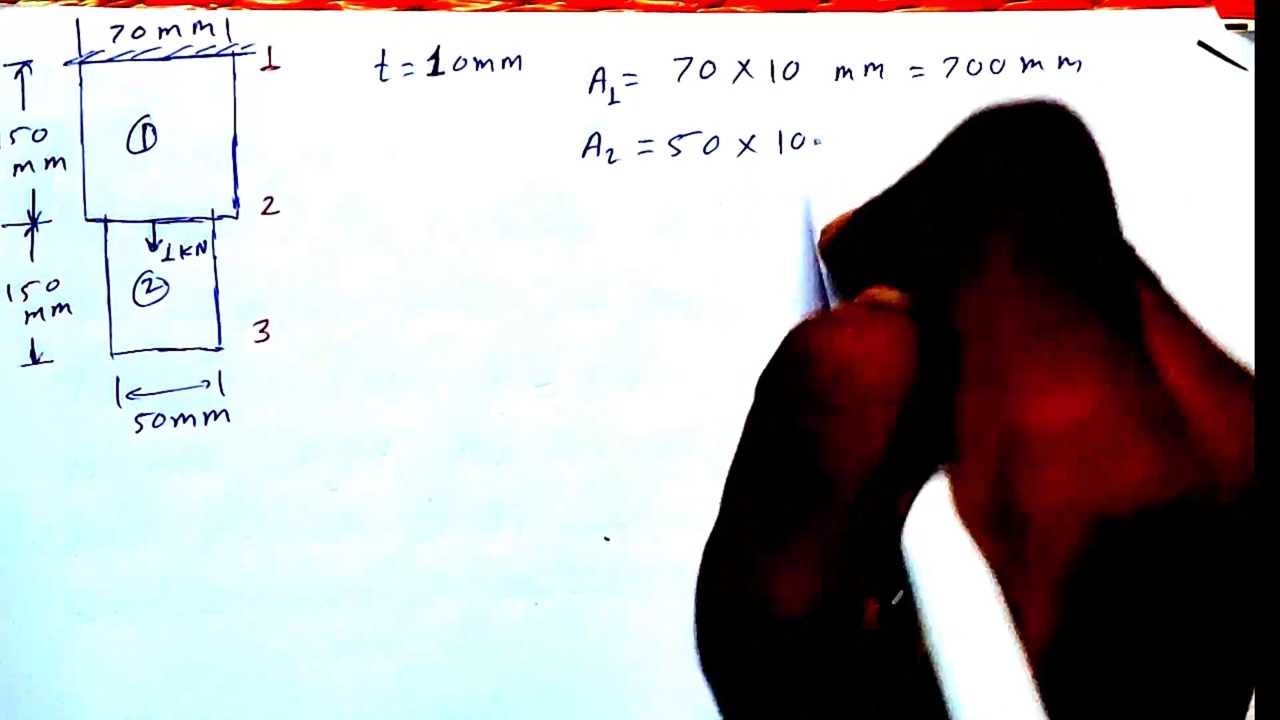 70mm
1
t = 10mm
A₁ = 70 × 10 mm = 700 mm
50
mm
①
A₂ = 50 × 10
2
1KN
150
mm
②
3
50mm